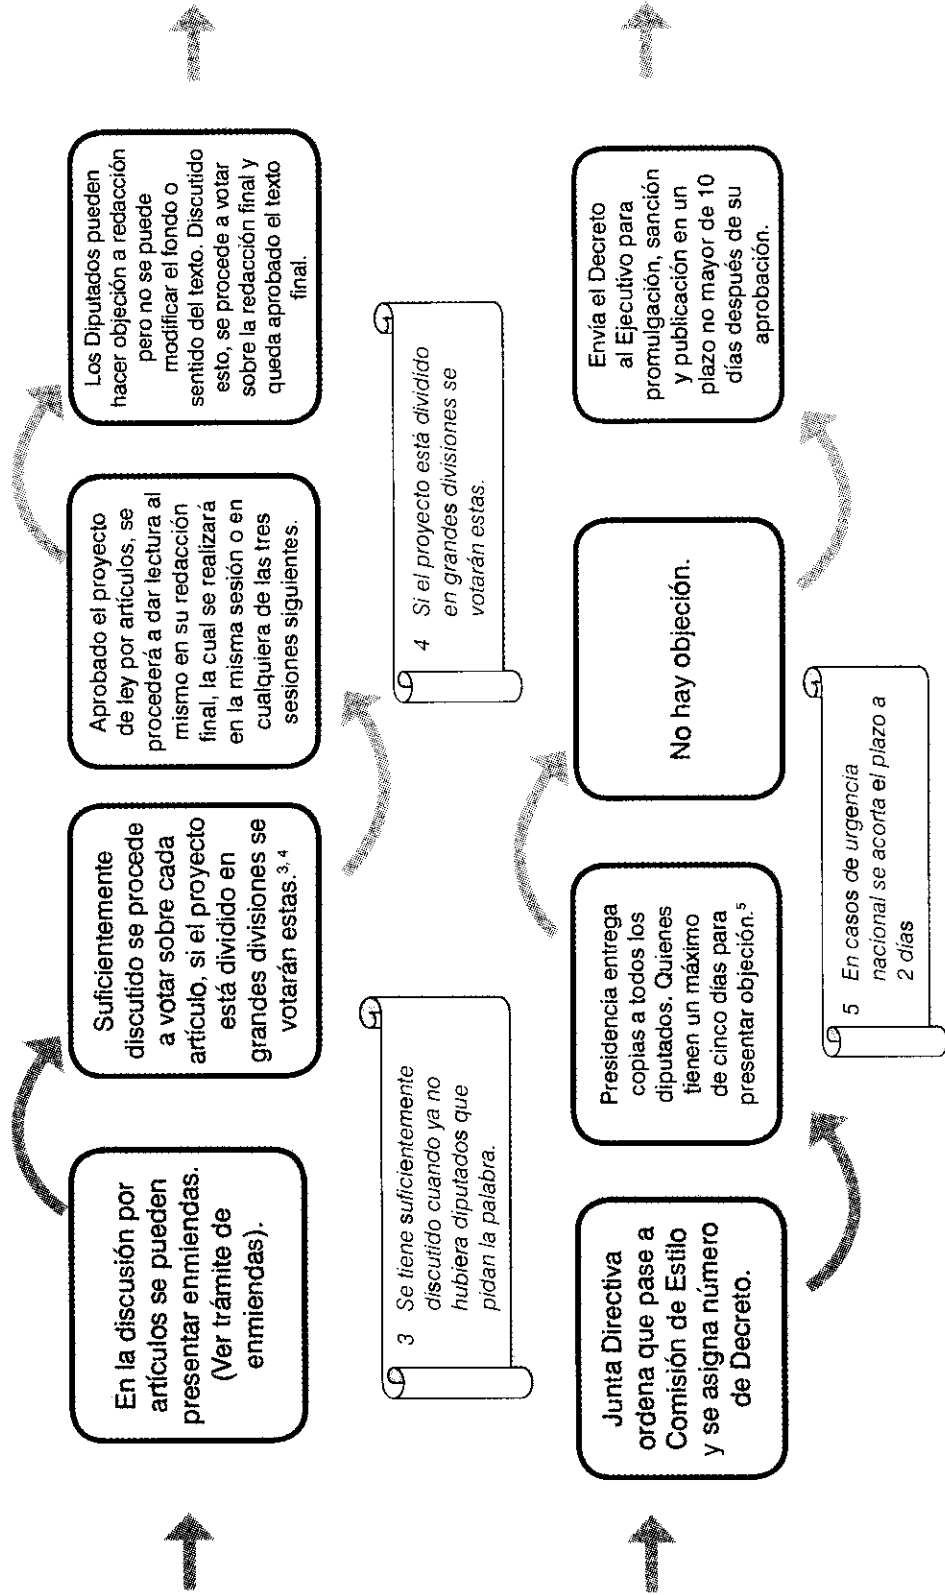 En la discusión por
artículos se pueden
presentar enmiendas.
(Ver trámite de
enmiendas).
Suficientemente
discutido se procede
a votar sobre cada
artículo, si el proyecto
está dividido en
grandes divisiones se
votarán estas.3, 4
Aprobado el proyecto
de ley por artículos, se
procederá a dar lectura al
mismo en su redacción
final, la cual se realizará
en la misma sesión o en
cualquiera de las tres
sesiones siguientes.
Los Diputados pueden
hacer objeción a redacción
pero no se puede
modificar el fondo o
sentido del texto. Discutido
esto, se procede a votar
sobre la redacción final y
queda aprobado el texto
final.
3 Se tiene suficientemente
discutido cuando ya no
hubiera diputados que
pidan la palabra.
4 Si el proyecto está dividido
en grandes divisiones se
votarán estas.
Junta Directiva
ordena que pase a
Comisión de Estilo
y se asigna número
de Decreto.
Presidencia entrega
copias a todos los
diputados. Quienes
tienen un máximo
de cinco días para
presentar objeción.5
No hay objeción.
Envía el Decreto
al Ejecutivo para
promulgación, sanción
y publicación en un
plazo no mayor de 10
días después de su
aprobación.
5 En casos de urgencia
nacional se acorta el plazo a
2 días